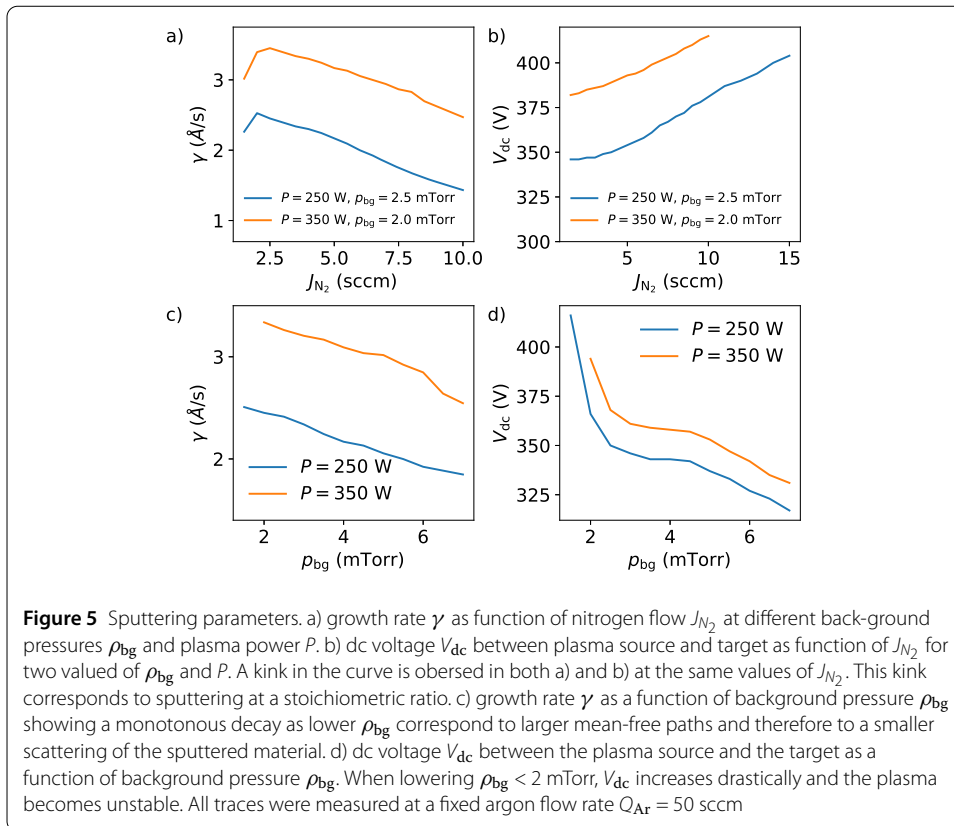 a)
γ (Å/s)
3
2
1
P = 250 W, p_bg = 2.5 mTorr
P = 350 W, p_bg = 2.0 mTorr
2.5 5.0 7.5 10.0
J_N₂ (sccm)
b)
V_dc (V)
400
375
350
325
300
P = 250 W, p_bg = 2.5 mTorr
P = 350 W, p_bg = 2.0 mTorr
5 10 15
J_N₂ (sccm)
c)
γ (Å/s)
3
2
P = 250 W
P = 350 W
2 4 6
p_bg (mTorr)
d)
V_dc (V)
400
375
350
325
P = 250 W
P = 350 W
2 4 6
p_bg (mTorr)
Figure 5 Sputtering parameters. a) growth rate γ as function of nitrogen flow J_N₂ at different back-ground
pressures ρ_bg and plasma power P. b) dc voltage V_dc between plasma source and target as function of J_N₂ for
two valued of ρ_bg and P. A kink in the curve is obersed in both a) and b) at the same values of J_N₂. This kink
corresponds to sputtering at a stoichiometric ratio. c) growth rate γ as a function of background pressure ρ_bg
showing a monotonous decay as lower ρ_bg correspond to larger mean-free paths and therefore to a smaller
scattering of the sputtered material. d) dc voltage V_dc between the plasma source and the target as a
function of background pressure ρ_bg. When lowering ρ_bg < 2 mTorr, V_dc increases drastically and the plasma
becomes unstable. All traces were measured at a fixed argon flow rate Q_Ar = 50 sccm